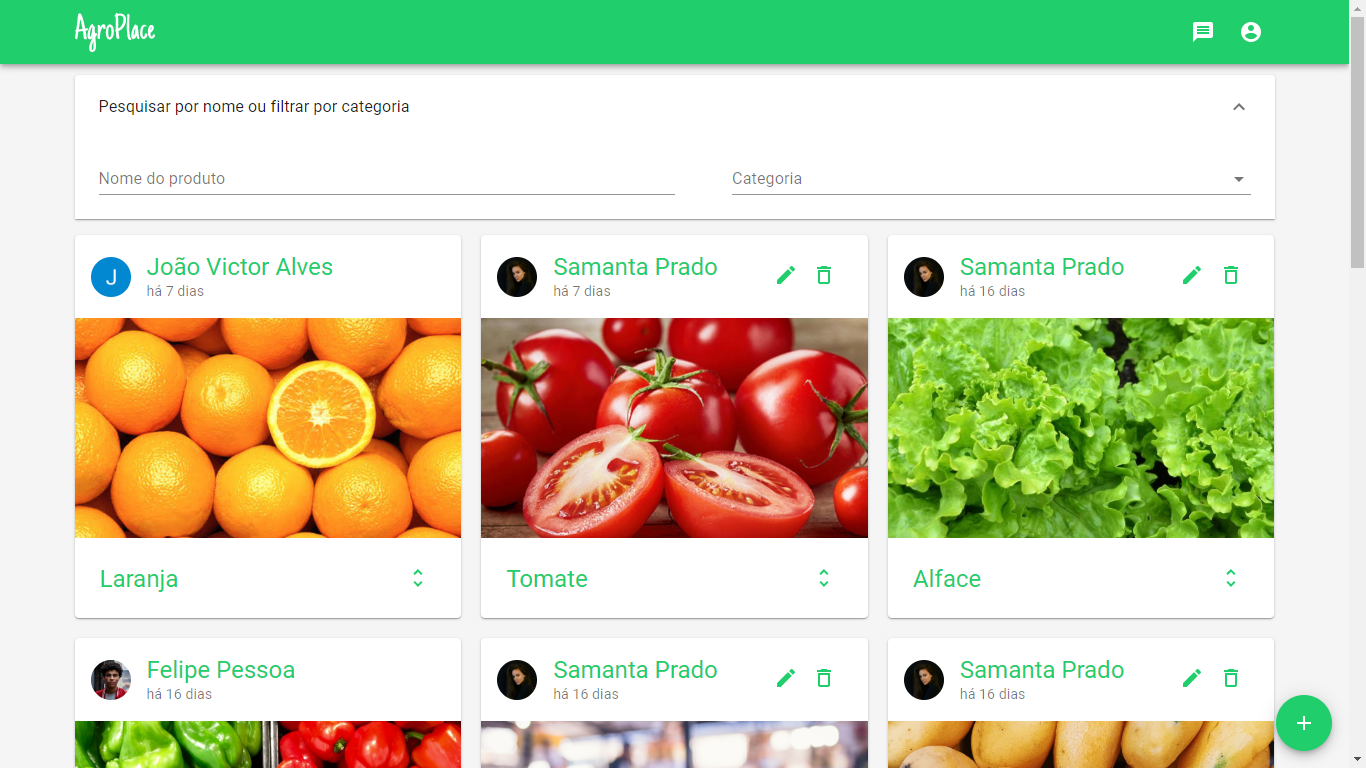 AgroPlace
Pesquisar por nome ou filtrar por categoria
Nome do produto
Categoria
J
João Victor Alves
há 7 dias
Samanta Prado
há 7 dias
Samanta Prado
há 16 dias
Laranja
Tomate
Alface
Felipe Pessoa
há 16 dias
Samanta Prado
há 16 dias
Samanta Prado
há 16 dias